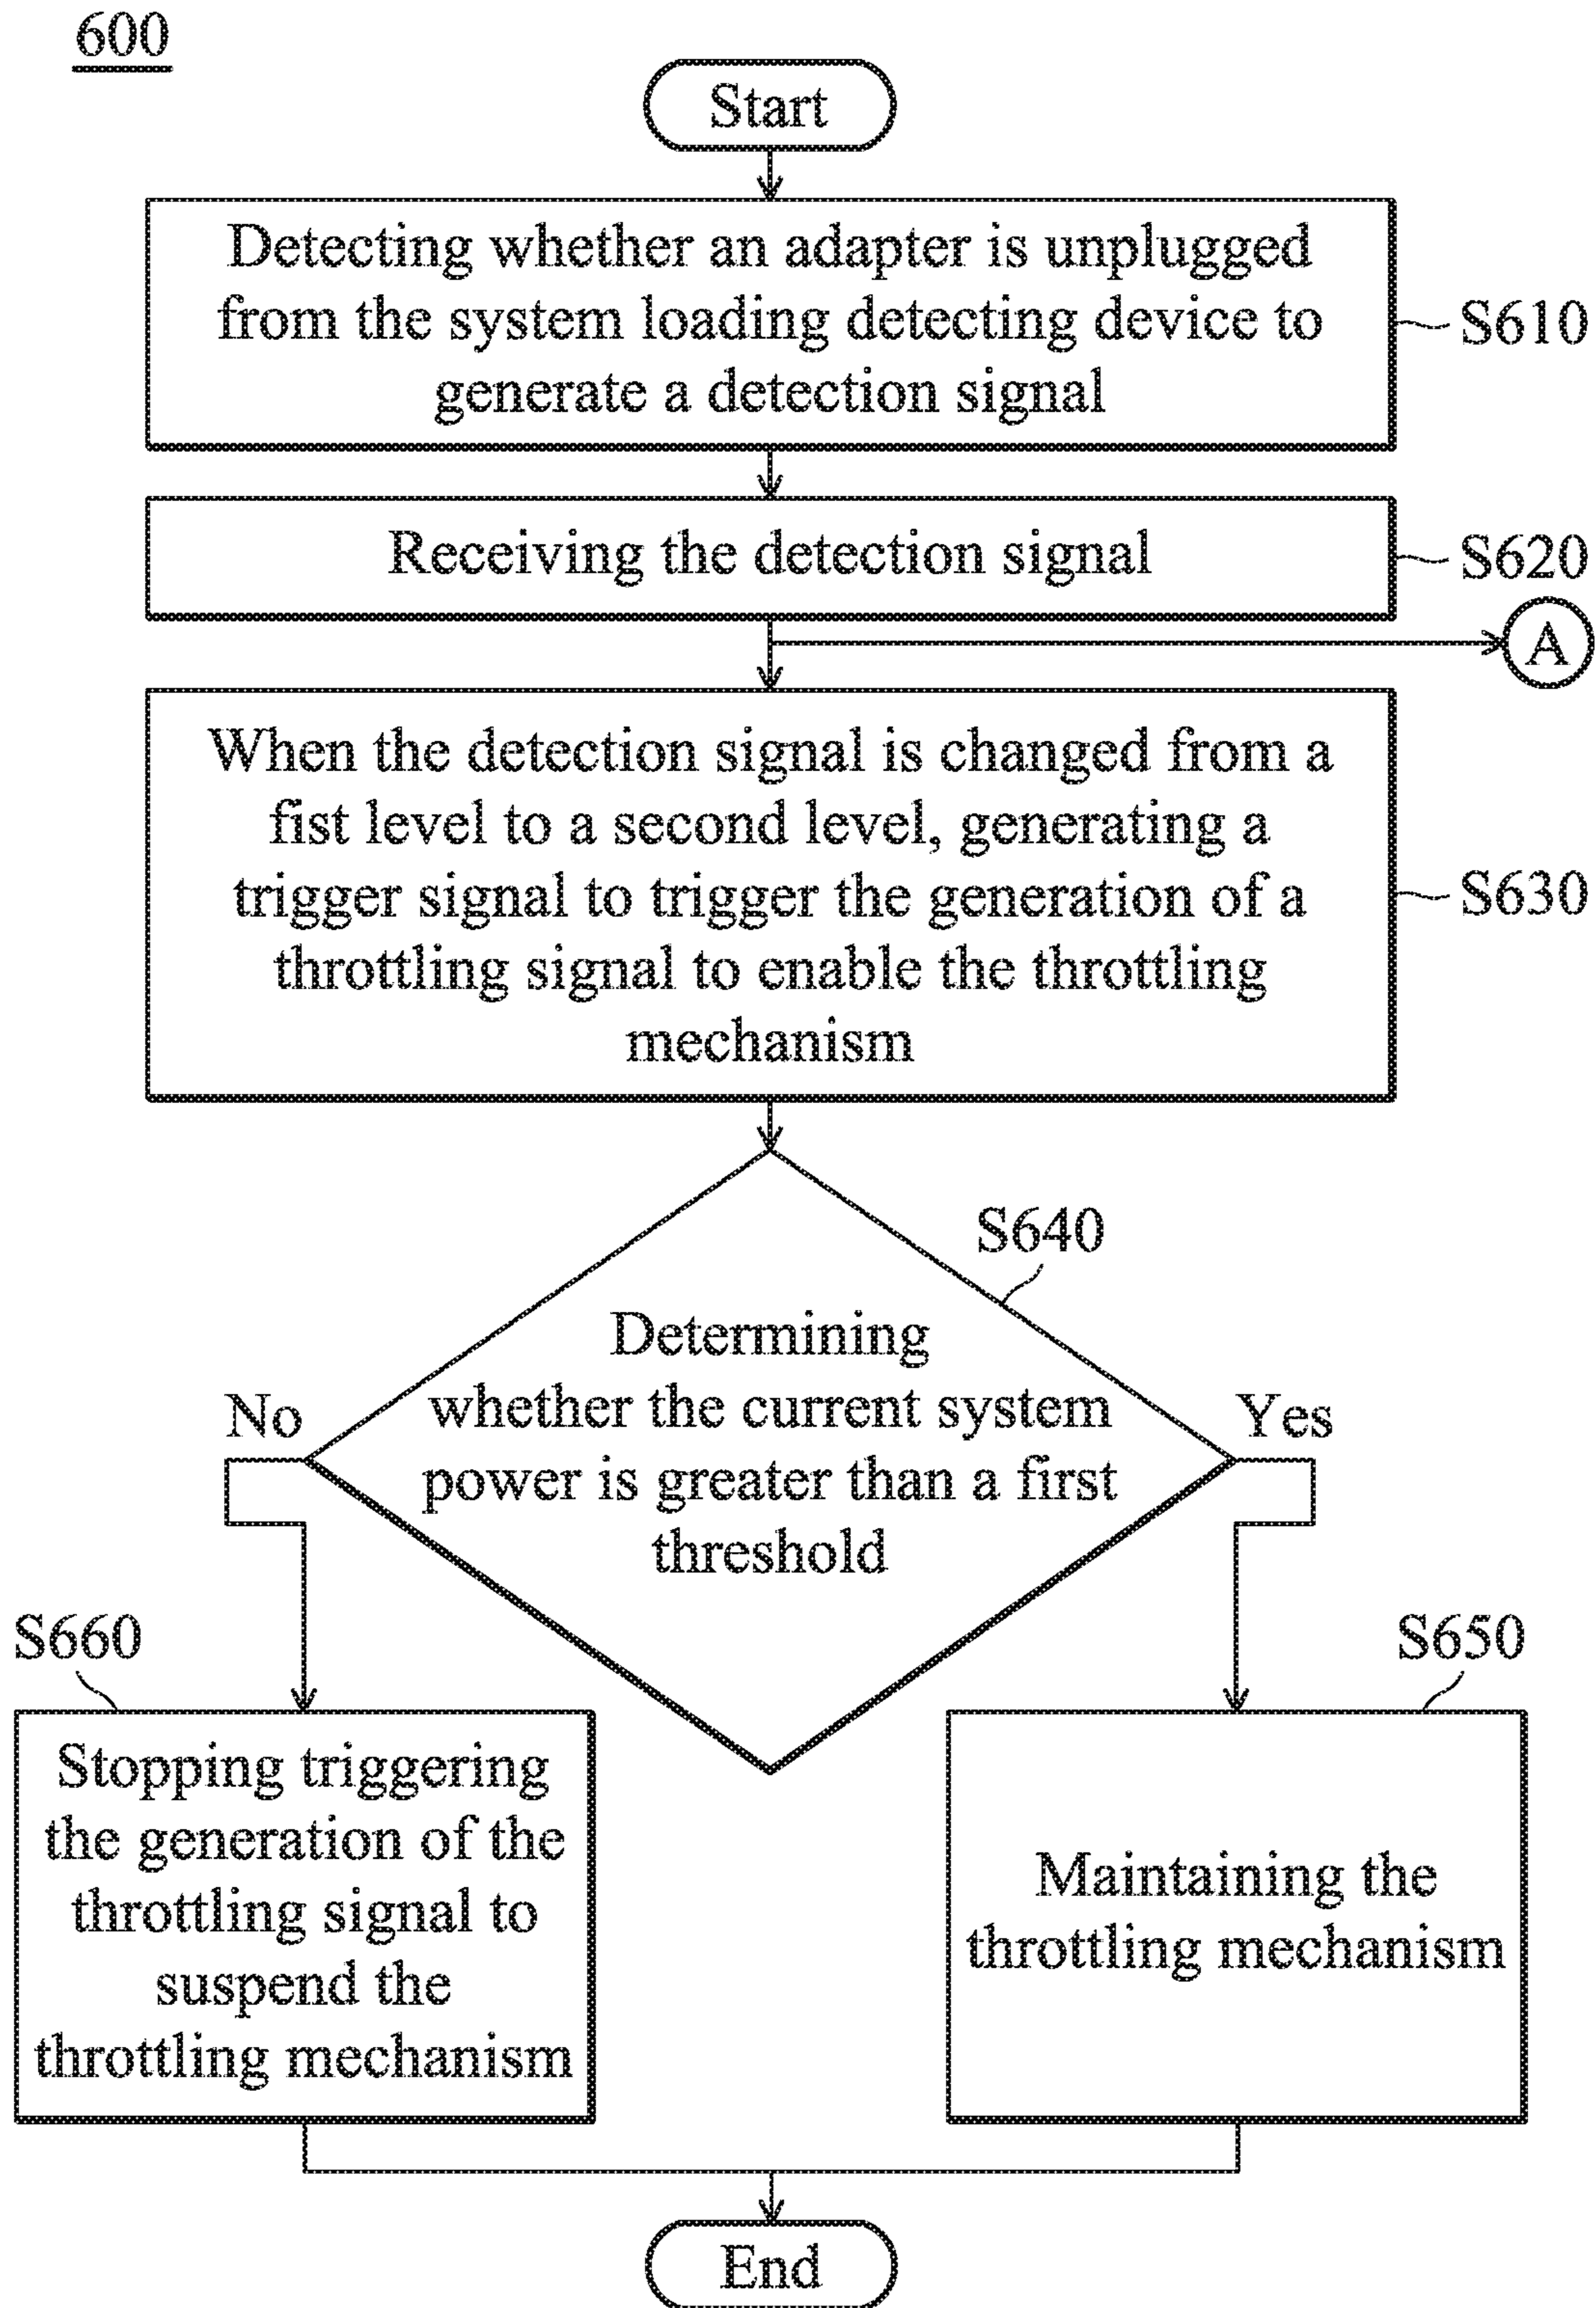 600
Start
Detecting whether an adapter is unplugged
from the system loading detecting device to
generate a detection signal
S610
Receiving the detection signal
S620
A
When the detection signal is changed from a
fist level to a second level, generating a
trigger signal to trigger the generation of a
throttling signal to enable the throttling
mechanism
S630
S640
Determining
whether the current system
power is greater than a first
threshold
No
Yes
S660
Stopping triggering
the generation of the
throttling signal to
suspend the
throttling mechanism
S650
Maintaining the
throttling mechanism
End